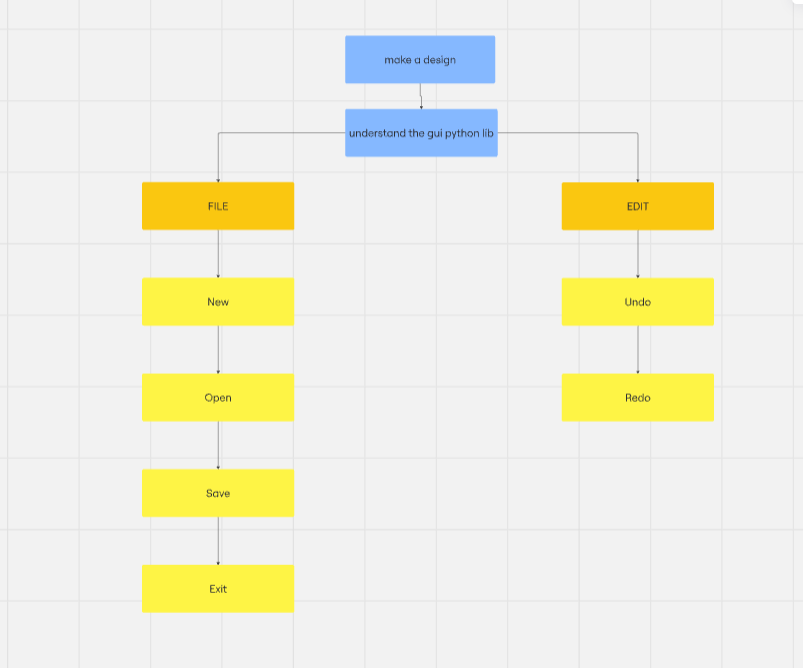 make a design
understand the gui python lib
FILE
EDIT
New
Undo
Open
Redo
Save
Exit